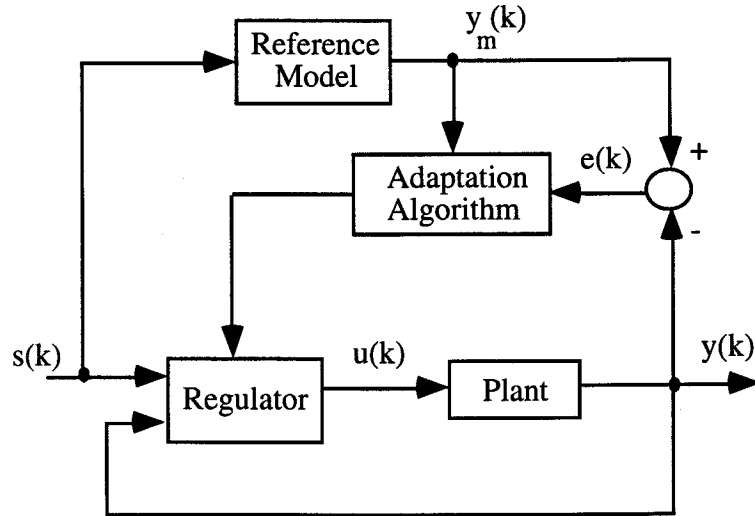 Reference
Model
y_m(k)
e(k)
+
Adaptation
Algorithm
-
s(k)
Regulator
u(k)
Plant
y(k)